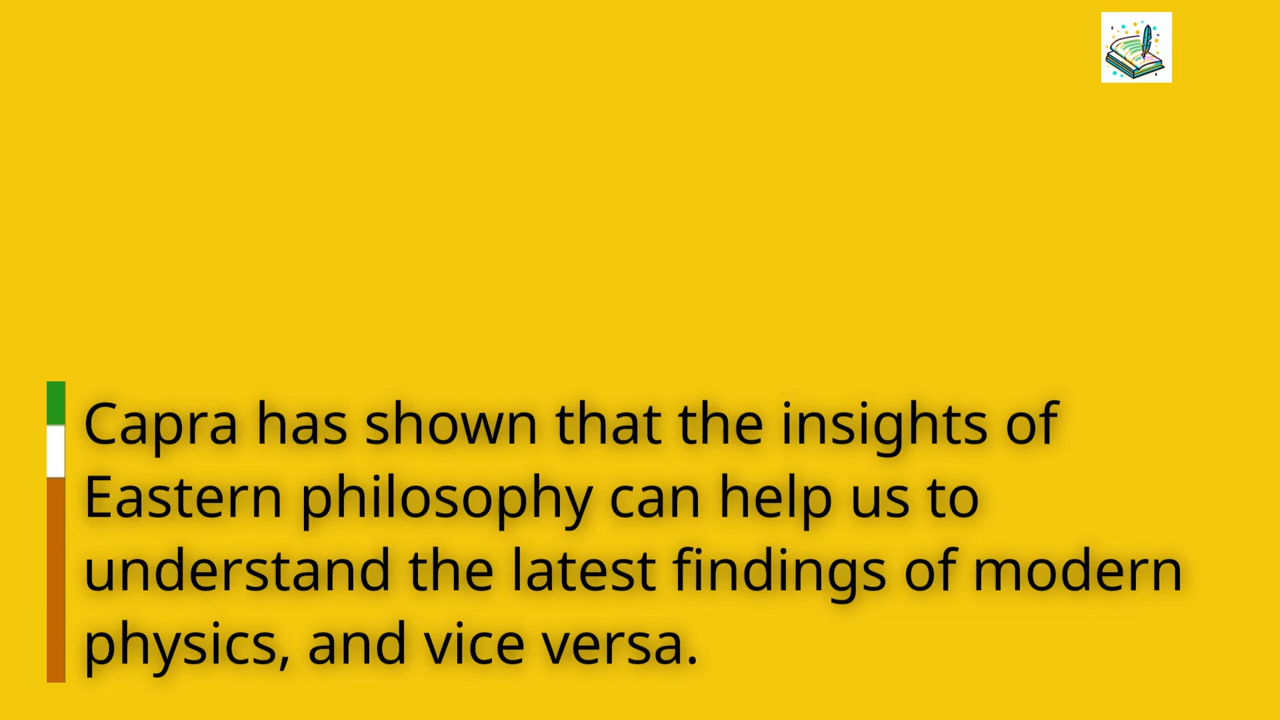 Capra has shown that the insights of
Eastern philosophy can help us to
understand the latest findings of modern
physics, and vice versa.